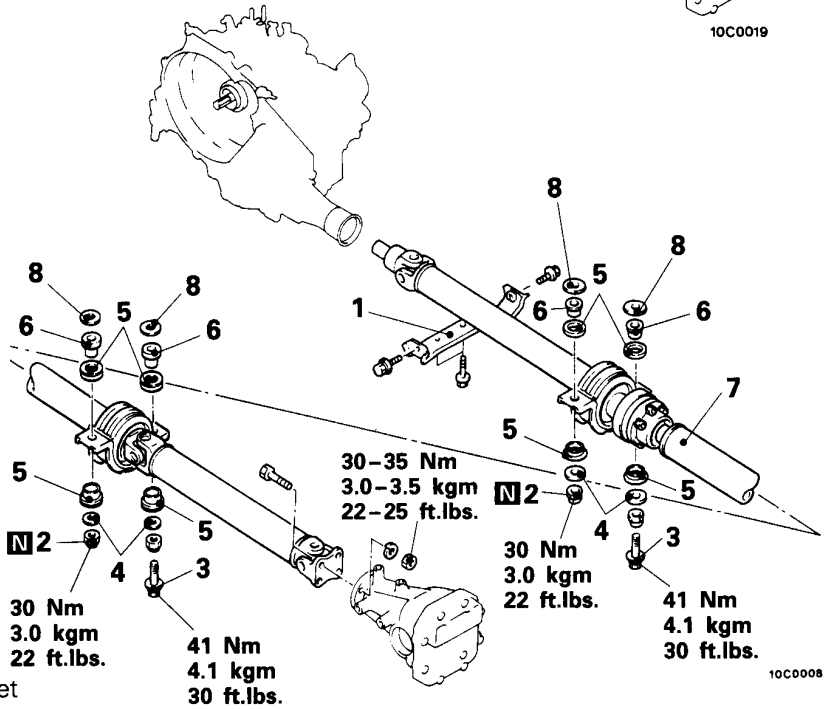 10C0019
8
8
5
6
6
1
8
8
5
6
6
7
5
5
N 2
4
3
30 Nm
3.0 kgm
22 ft.lbs.
41 Nm
4.1 kgm
30 ft.lbs.
30–35 Nm
3.0–3.5 kgm
22–25 ft.lbs.
5
5
N 2
4
3
30 Nm
3.0 kgm
22 ft.lbs.
41 Nm
4.1 kgm
30 ft.lbs.
10C0008
et